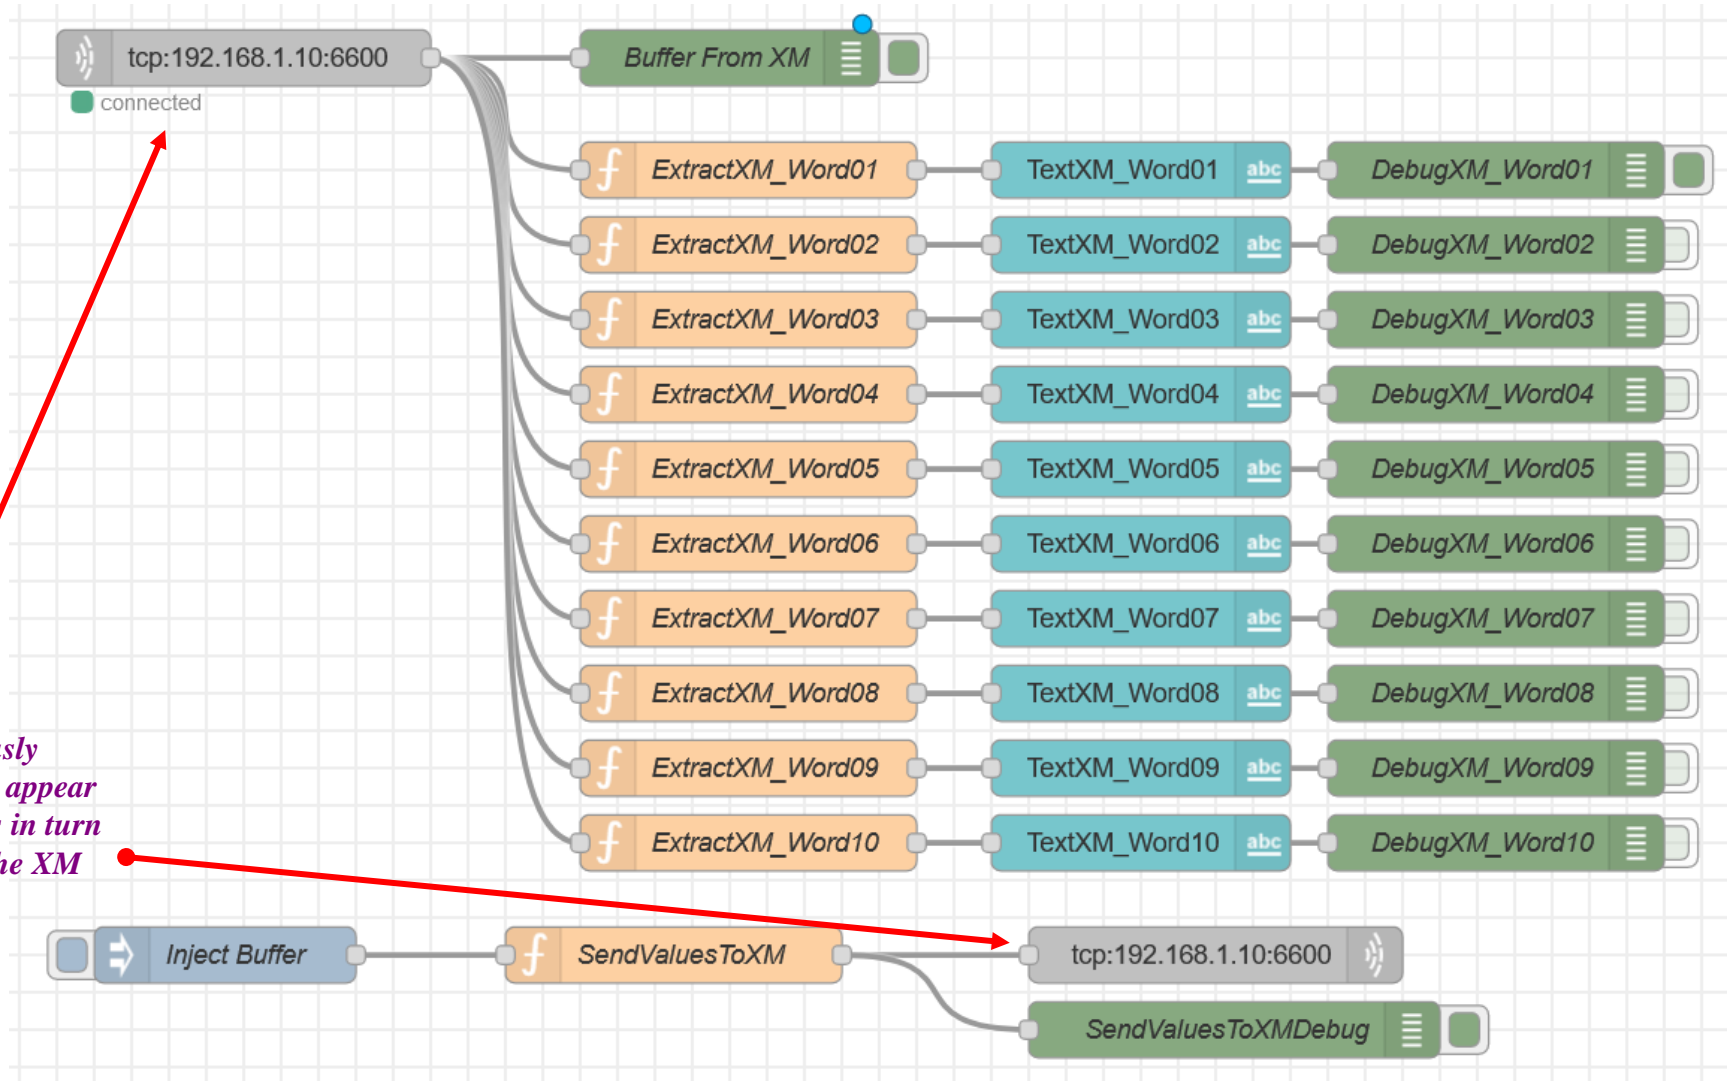 tcp:192.168.1.10:6600
Buffer From XM
connected
ExtractXM_Word01 TextXM_Word01 abc DebugXM_Word01
ExtractXM_Word02 TextXM_Word02 abc DebugXM_Word02
ExtractXM_Word03 TextXM_Word03 abc DebugXM_Word03
ExtractXM_Word04 TextXM_Word04 abc DebugXM_Word04
ExtractXM_Word05 TextXM_Word05 abc DebugXM_Word05
ExtractXM_Word06 TextXM_Word06 abc DebugXM_Word06
ExtractXM_Word07 TextXM_Word07 abc DebugXM_Word07
ExtractXM_Word08 TextXM_Word08 abc DebugXM_Word08
ExtractXM_Word09 TextXM_Word09 abc DebugXM_Word09
ExtractXM_Word10 TextXM_Word10 abc DebugXM_Word10
appear
in turn
XM
Inject Buffer
SendValuesToXM
tcp:192.168.1.10:6600
SendValuesToXMDebug